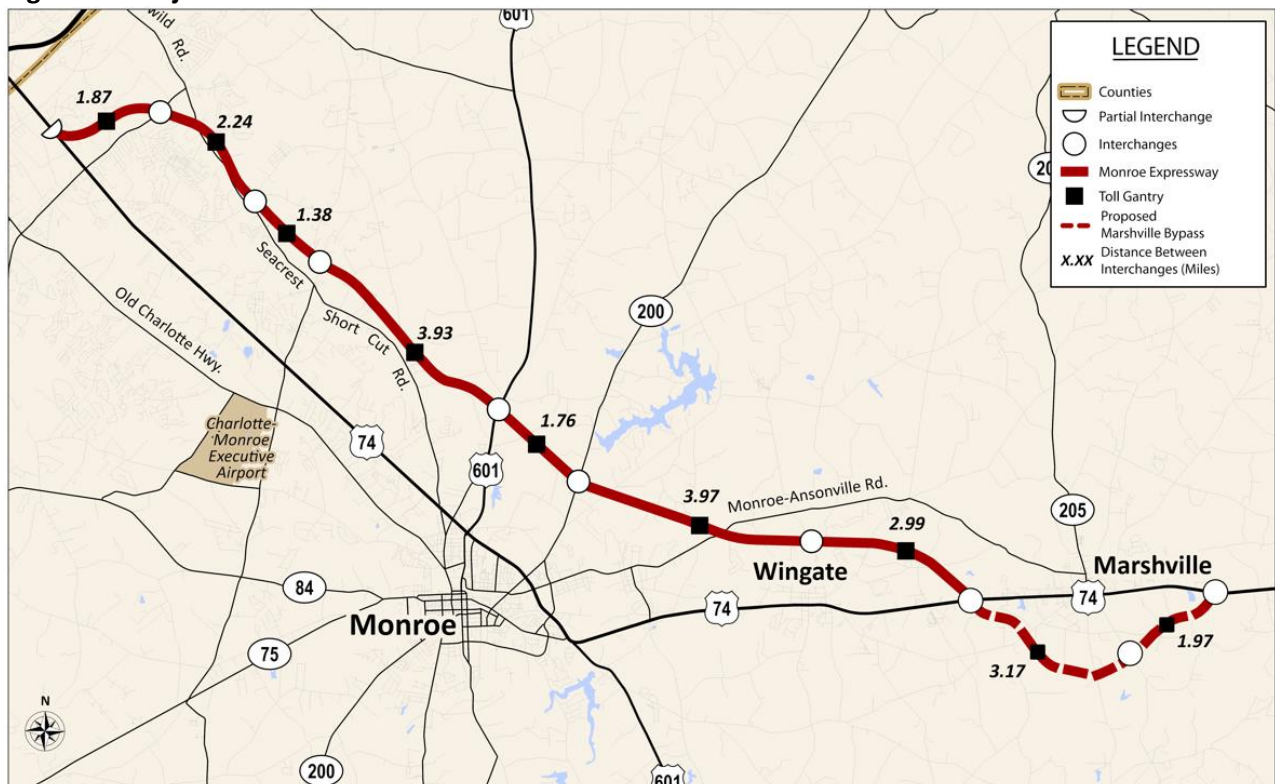 601
wild Rd.
1.87
2.24
1.38
Seacrest
Short Cut
Rd.
3.93
Old Charlotte Hwy.
Charlotte-
Monroe
Executive
Airport
74
601
1.76
200
3.97
Monroe-Ansonville Rd.
2.99
205
Wingate
Marshville
74
74
84
Monroe
75
3.17
1.97
N
200
601
LEGEND
Counties
Partial Interchange
Interchanges
Monroe Expressway
Toll Gantry
Proposed
Marshville Bypass
X.XX Distance Between
Interchanges (Miles)